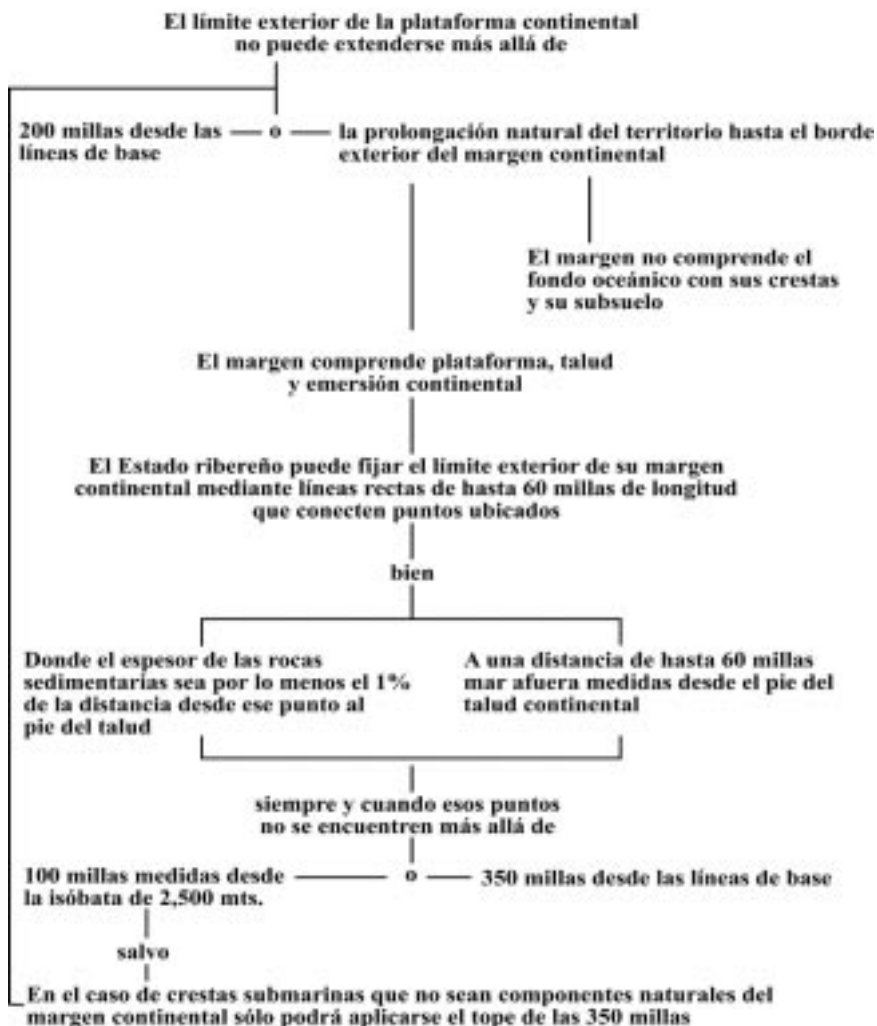 El límite exterior de la plataforma continental
no puede extenderse más allá de
200 millas desde las
líneas de base
o
la prolongación natural del territorio hasta el borde
exterior del margen continental
El margen no comprende el
fondo oceánico con sus crestas
y su subsuelo
El margen comprende plataforma, talud
y emersión continental
El Estado ribereño puede fijar el límite exterior de su margen
continental mediante líneas rectas de hasta 60 millas de longitud
que conecten puntos ubicados
bien
Donde el espesor de las rocas
sedimentarias sea por lo menos el 1%
de la distancia desde ese punto al
pie del talud
A una distancia de hasta 60 millas
mar afuera medidas desde el pie del
talud continental
siempre y cuando esos puntos
no se encuentren más allá de
100 millas medidas desde
la isóbata de 2,500 mts.
o
350 millas desde las líneas de base
salvo
En el caso de crestas submarinas que no sean componentes naturales del
margen continental sólo podrá aplicarse el tope de las 350 millas